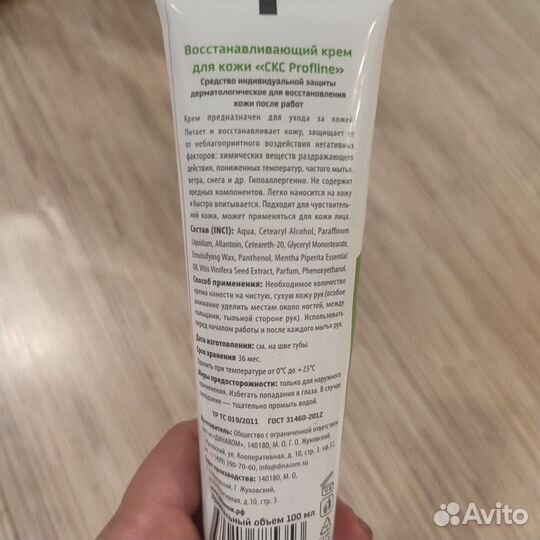 Восстанавливающий крем
для кожи «СКС Profline»
Средство индивидуальной защиты
дерматологическое для восстановления
кожи после работ
Крем предназначен для ухода за кожей
Питает и восстанавливает кожу, защищает ее
от неблагоприятного воздействия негативных
факторов: химических веществ раздражающего
действия, пониженных температур, частого мытья,
ветра, снега и др. Гипоаллергенно. Не содержит
вредных компонентов. Легко наносится на кожу
и быстро впитывается. Подходит для чувствитель-
ной кожи, может применяться для кожи лица.
Состав (INCI): Aqua, Cetearyl Alcohol, Paraffinum
Liquidum, Allantoin, Ceteareth-20, Glyceryl Monostearate,
Emulsifying Wax, Panthenol, Mentha Piperita Essential
Oil, Vitis Vinifera Seed Extract, Parfum, Phenoxyethanol.
Способ применения: Необходимое количество
крема нанести на чистую, сухую кожу рук (особое
внимание уделить местам около ногтей, между
пальцами, тыльной стороне рук). Использовать
перед началом работы и после каждого мытья рук.
Дата изготовления: см. на шве тубы.
Срок хранения 36 мес.
Хранить при температуре от 0°С до +25°С
Меры предосторожности: только для наружного
применения. Избегать попадания в глаза. В случае
попадания — тщательно промыть водой.
ТР ТС 019/2011 ГОСТ 31460-2012
Изготовитель: Общество с ограниченной ответствен
«ДИНАКОМ», 140180, М. О., Г. О. Жуковский,
ул. Кооперативная, д. 10, стр. 3, оф.
(499) 390-70-60, info@dinacom.su
производства: 140180, М. О,
г. Жуковский,
д. 10, стр. 3
объем 100 мл
Avito